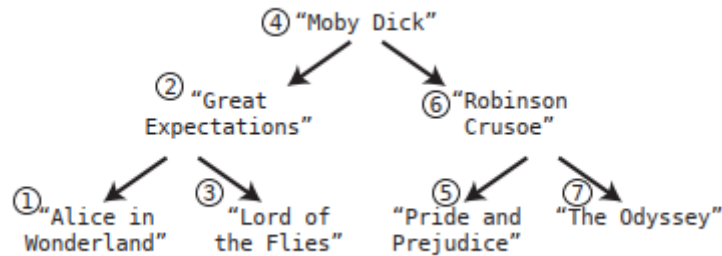 ④ “Moby Dick”
② “Great
Expectations”
⑥ “Robinson
Crusoe”
① “Alice in
Wonderland”
③ “Lord of
the Flies”
⑤ “Pride and
Prejudice”
⑦ “The Odyssey”